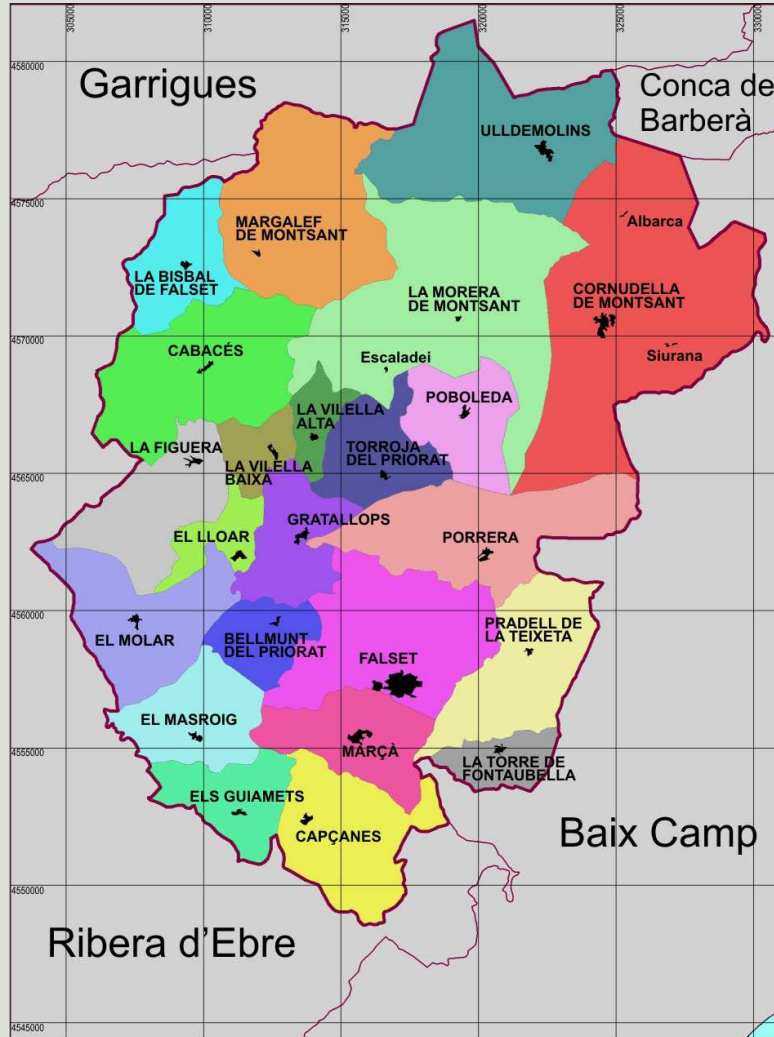 305000
310000
315000
320000
325000
330000
4580000
Garrigues
Conca de
Barberà
ULLDEMOLINS
4575000
MARGALEF
DE MONTSANT
Albarca
LA BISBAL
DE FALSET
LA MORERA
DE MONTSANT
CORNUDELLA
DE MONTSANT
4570000
CABACÉS
Escaladei
Siurana
POBOLEDA
LA VILELLA
ALTA
LA FIGUERA
LA VILELLA
BAIXA
TORROJA
DEL PRIORAT
4565000
GRATALLOPS
EL LLOAR
PORRERA
4560000
EL MOLAR
BELLMUNT
DEL PRIORAT
PRADELL DE
LA TEIXETA
FALSET
EL MASROIG
MARÇÀ
4555000
LA TORRE DE
FONTAUBELLA
ELS GUIAMETS
CAPÇANES
Baix Camp
4550000
Ribera d'Ebre
4545000